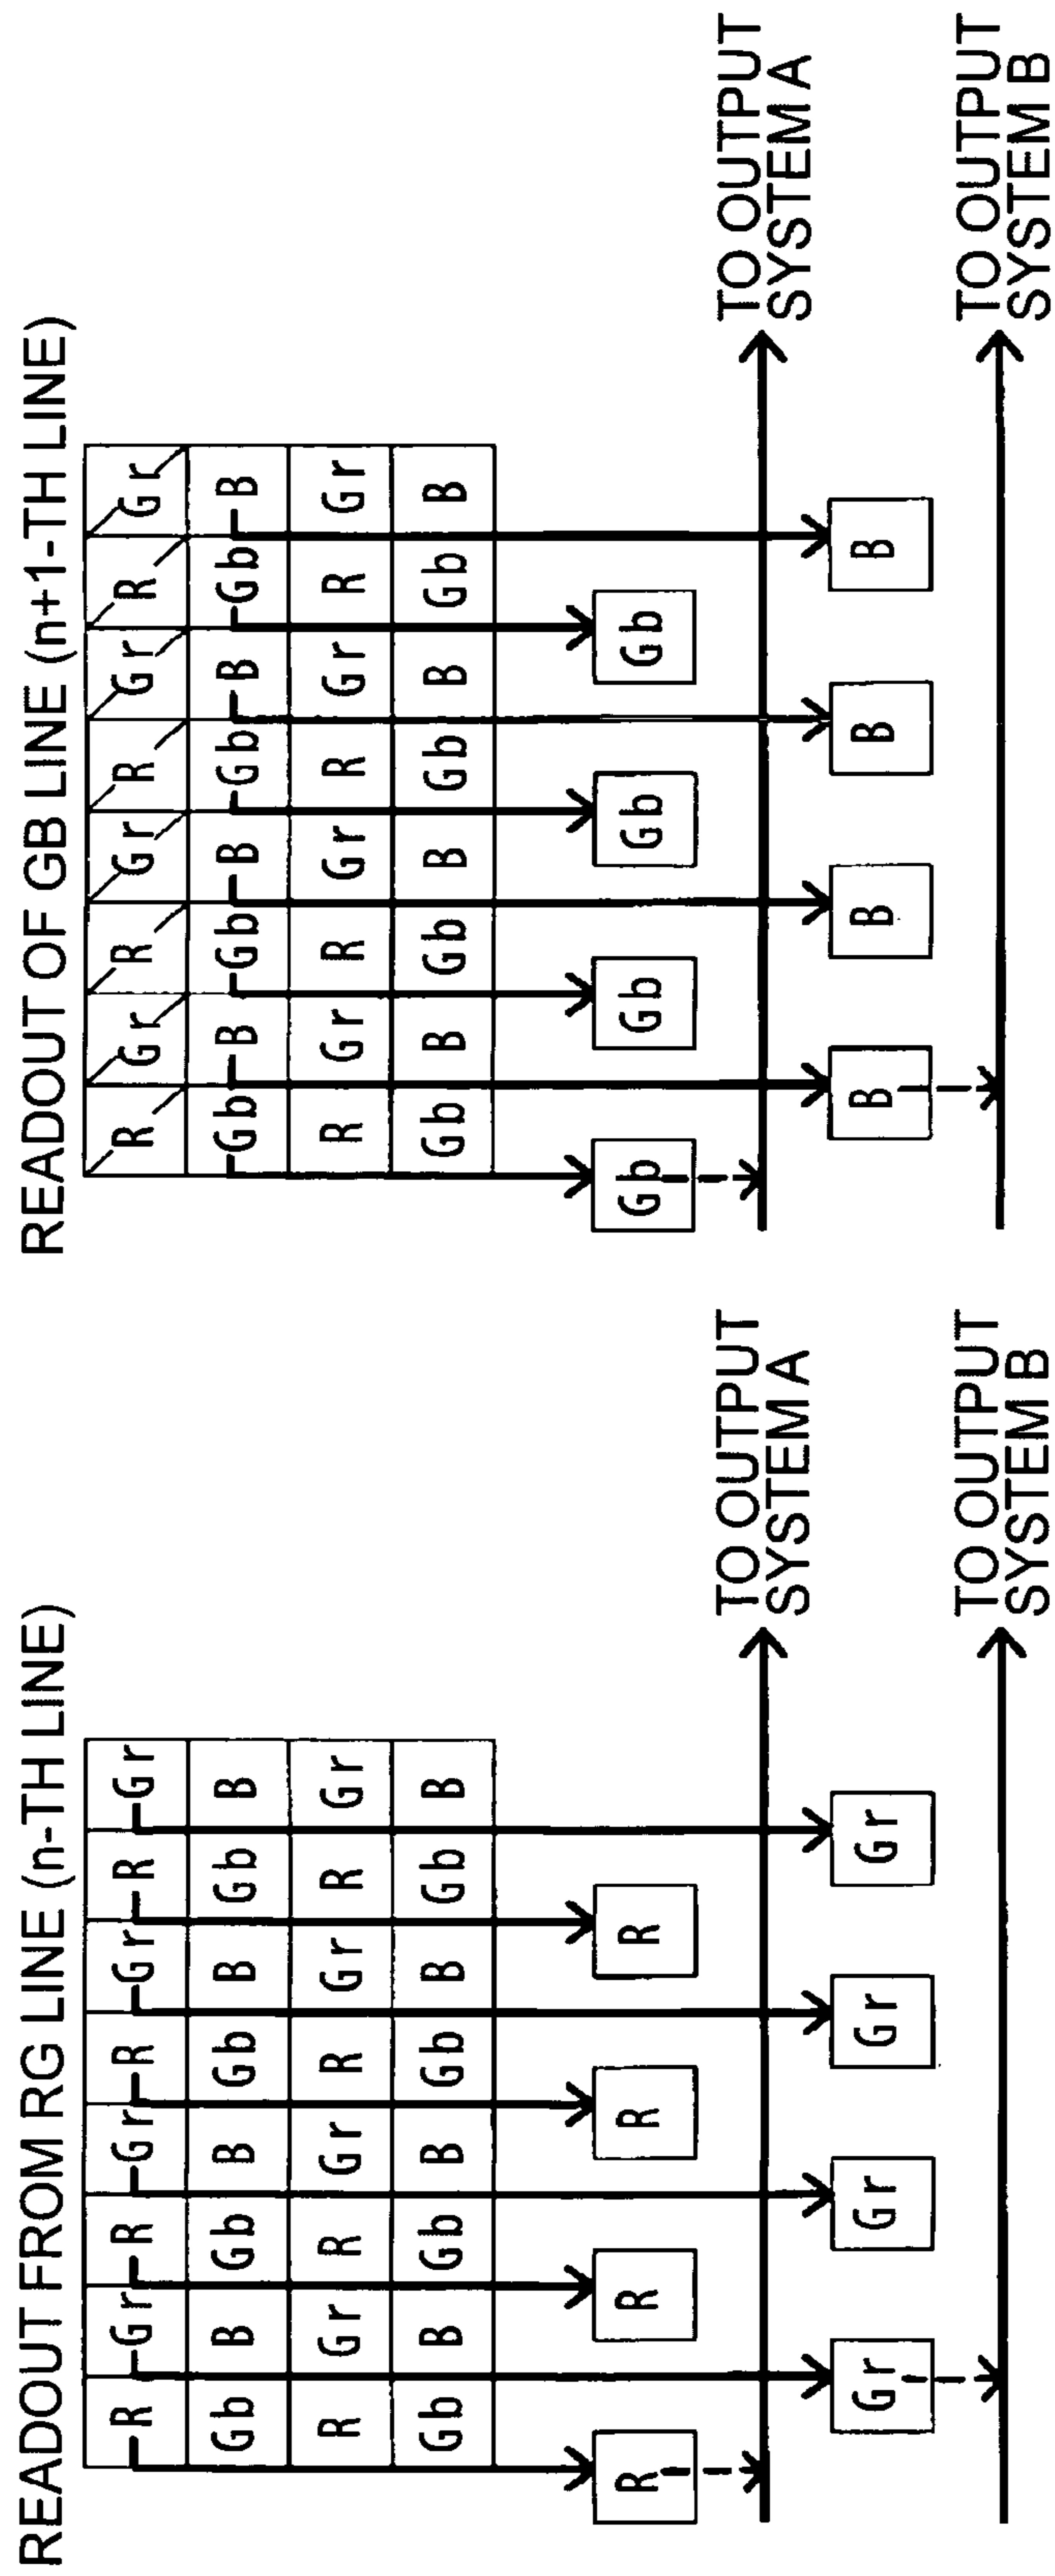 READOUT FROM RG LINE (n-TH LINE)
R Gr R Gr R Gr R Gr
Gb B Gb B Gb B Gb B
R Gr R Gr R Gr R Gr
Gb B Gb B Gb B Gb B
R R R R
TO OUTPUT
SYSTEM A
Gr Gr Gr Gr
TO OUTPUT
SYSTEM B
READOUT OF GB LINE (n+1-TH LINE)
R Gr R Gr R Gr R Gr
Gb B Gb B Gb B Gb B
R Gr R Gr R Gr R Gr
Gb B Gb B Gb B Gb B
Gb Gb Gb Gb
TO OUTPUT
SYSTEM A
B B B B
TO OUTPUT
SYSTEM B